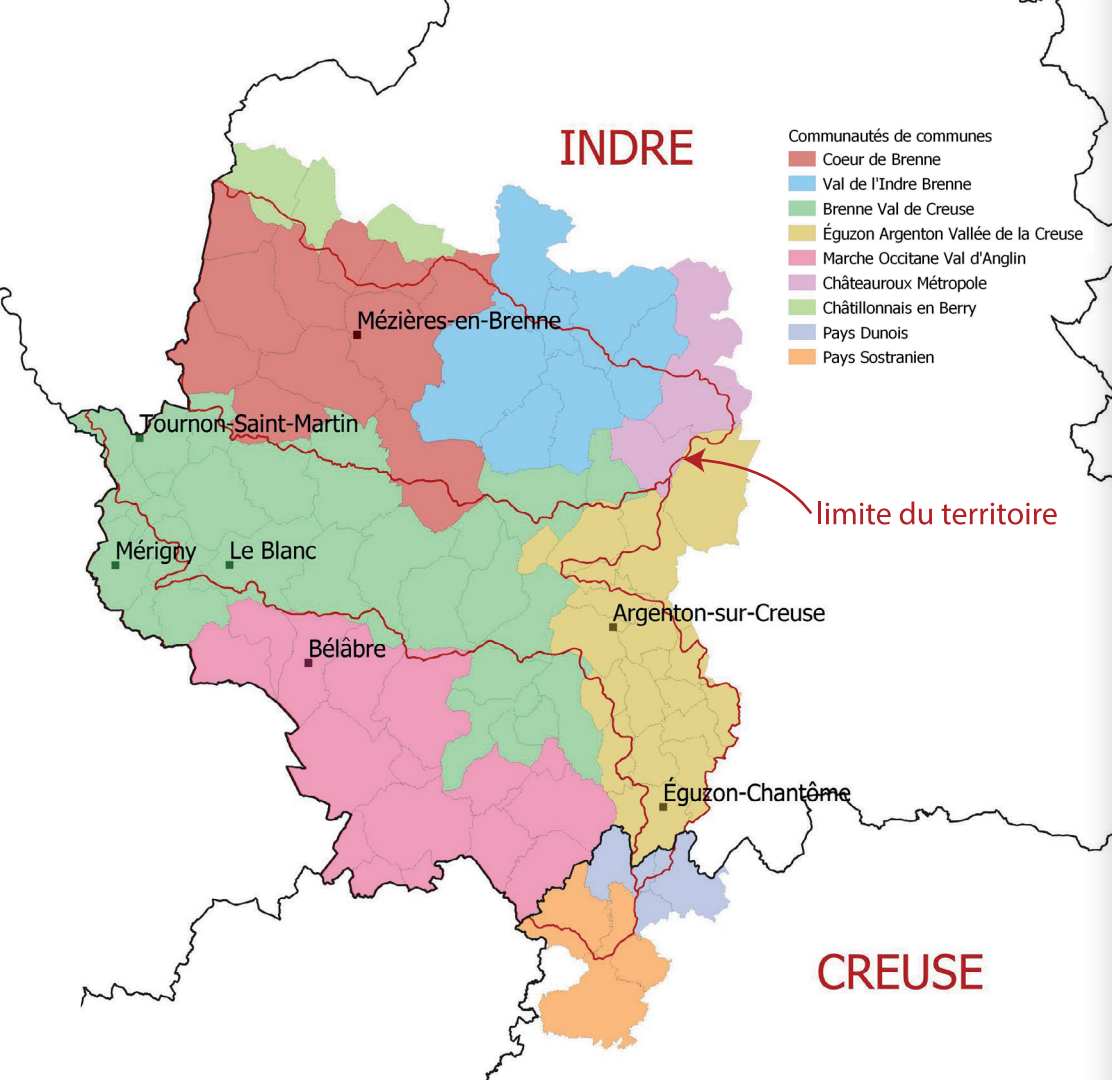 INDRE
Communautés de communes
Coeur de Brenne
Val de l'Indre Brenne
Brenne Val de Creuse
Éguzon Argenton Vallée de la Creuse
Marche Occitane Val d'Anglin
Châteauroux Métropole
Châtillonnais en Berry
Pays Dunois
Pays Sostranien
Mézières-en-Brenne
Tournon-Saint-Martin
limite du territoire
Mérigny
Le Blanc
Argenton-sur-Creuse
Bélâbre
Éguzon-Chantôme
CREUSE